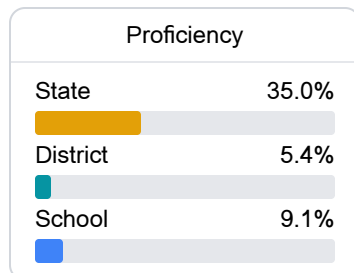 Proficiency
State 35.0%
District 5.4%
School 9.1%